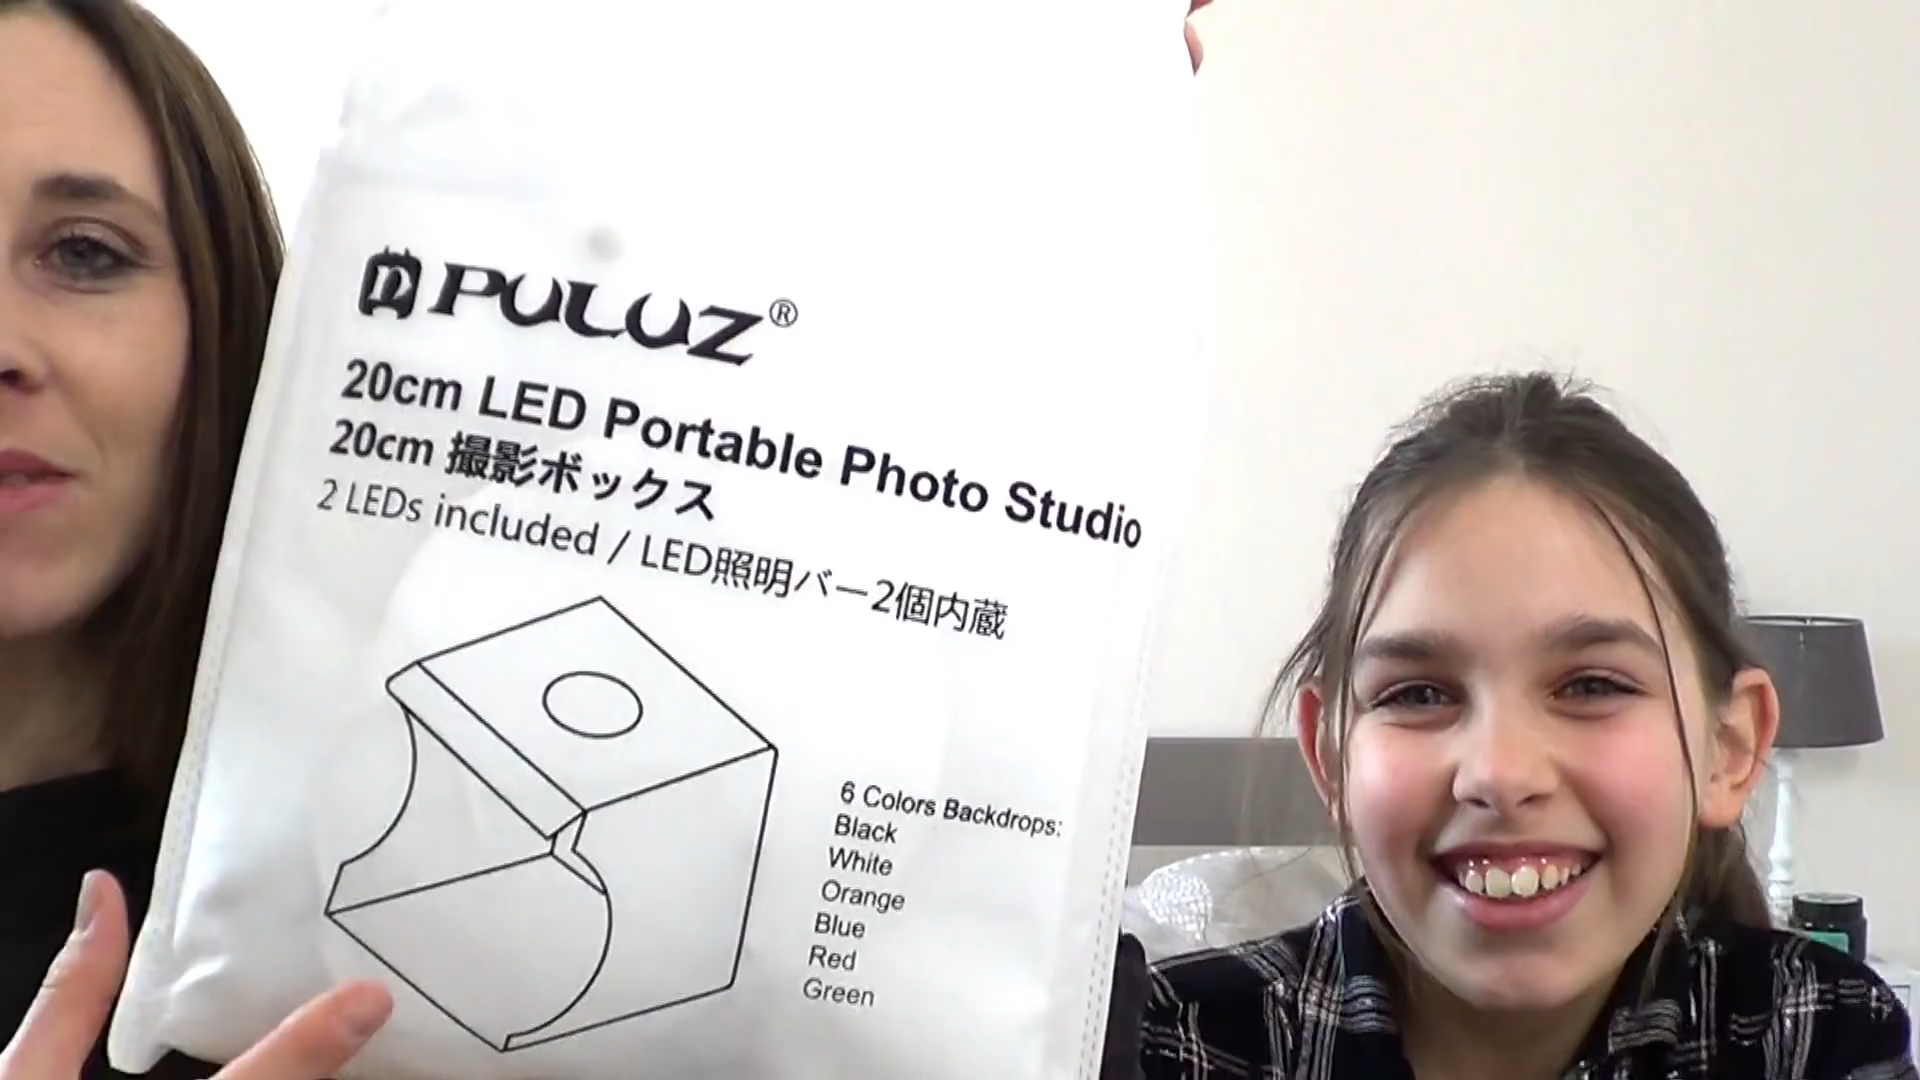 PULUZ®
20cm LED Portable Photo Studio
20cm 撮影ボックス
2 LEDs included / LED照明バー2個内蔵
6 Colors Backdrops:
Black
White
Orange
Blue
Red
Green